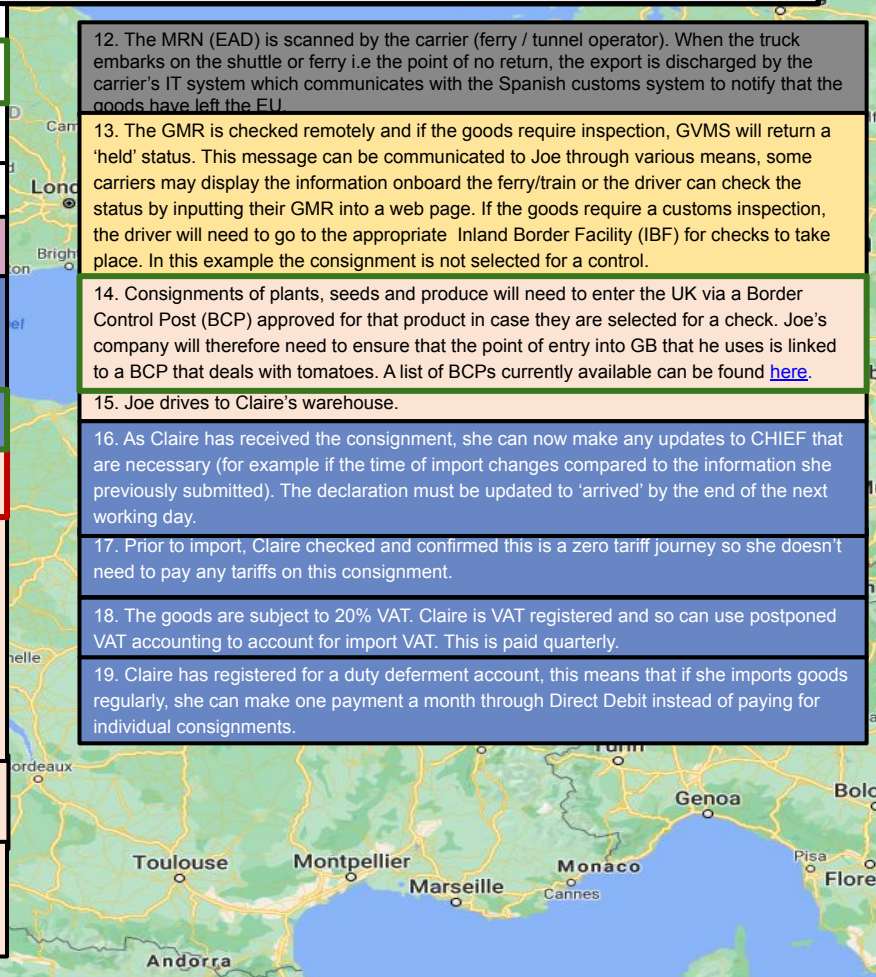 12. The MRN (EAD) is scanned by the carrier (ferry / tunnel operator). When the truck
embarks on the shuttle or ferry i.e the point of no return, the export is discharged by the
carrier's IT system which communicates with the Spanish customs system to notify that the
goods have left the EU.
13. The GMR is checked remotely and if the goods require inspection, GVMS will return a
'held' status. This message can be communicated to Joe through various means, some
carriers may display the information onboard the ferry/train or the driver can check the
status by inputting their GMR into a web page. If the goods require a customs inspection,
the driver will need to go to the appropriate Inland Border Facility (IBF) for checks to take
place. In this example the consignment is not selected for a control.
14. Consignments of plants, seeds and produce will need to enter the UK via a Border
Control Post (BCP) approved for that product in case they are selected for a check. Joe's
company will therefore need to ensure that the point of entry into GB that he uses is linked
to a BCP that deals with tomatoes. A list of BCPs currently available can be found here.
15. Joe drives to Claire's warehouse.
16. As Claire has received the consignment, she can now make any updates to CHIEF that
are necessary (for example if the time of import changes compared to the information she
previously submitted). The declaration must be updated to 'arrived' by the end of the next
working day.
17. Prior to import, Claire checked and confirmed this is a zero tariff journey so she doesn't
need to pay any tariffs on this consignment.
18. The goods are subject to 20% VAT. Claire is VAT registered and so can use postponed
VAT accounting to account for import VAT. This is paid quarterly.
19. Claire has registered for a duty deferment account, this means that if she imports goods
regularly, she can make one payment a month through Direct Debit instead of paying for
individual consignments.
Cam
Lond
Brigh
ton
el
elle
ordeaux
Turin
Genoa
Bolo
Toulouse
Montpellier
Monaco
Pisa
Marseille
Cannes
Flore
Andorra